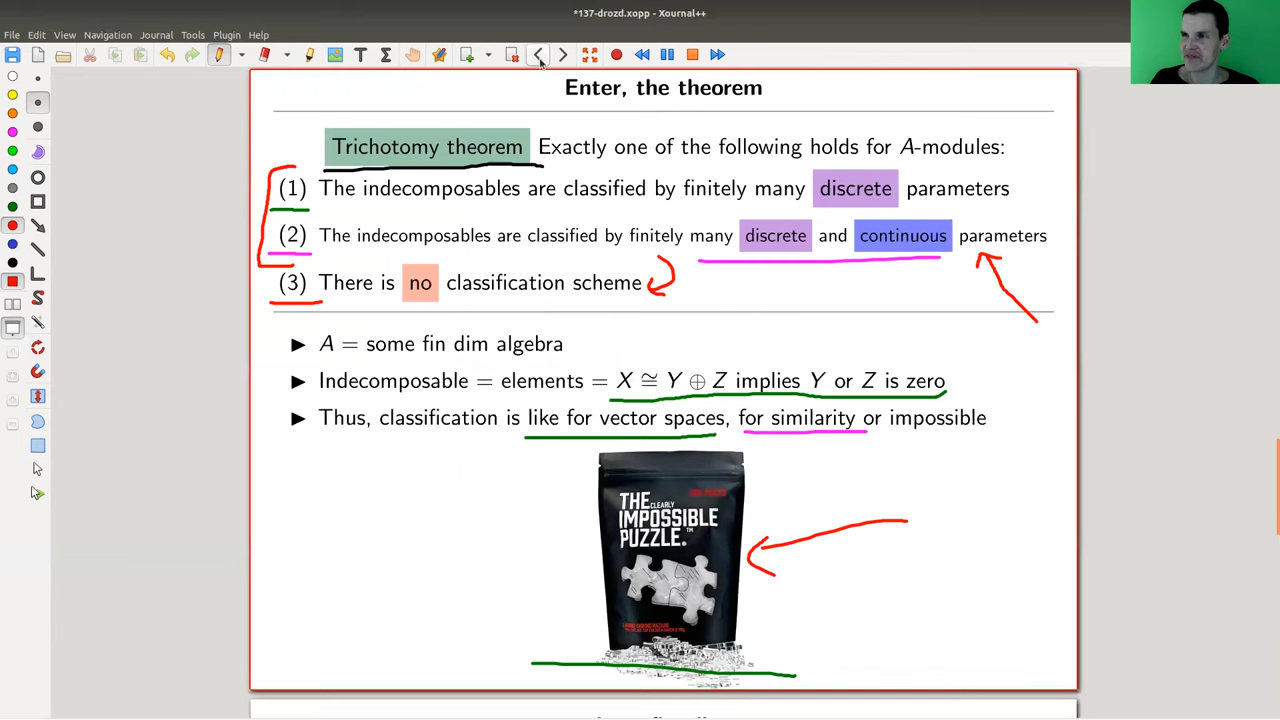 *137-drozd.xopp - Xournal++
File Edit View Navigation Journal Tools Plugin Help
Enter, the theorem
Trichotomy theorem Exactly one of the following holds for A-modules:
(1) The indecomposables are classified by finitely many discrete parameters
(2) The indecomposables are classified by finitely many discrete and continuous parameters
(3) There is no classification scheme
► A = some fin dim algebra
► Indecomposable = elements = X ≅ Y ⊕ Z implies Y or Z is zero
► Thus, classification is like for vector spaces, for similarity or impossible
THE CLEARLY
IMPOSSIBLE
PUZZLE.™